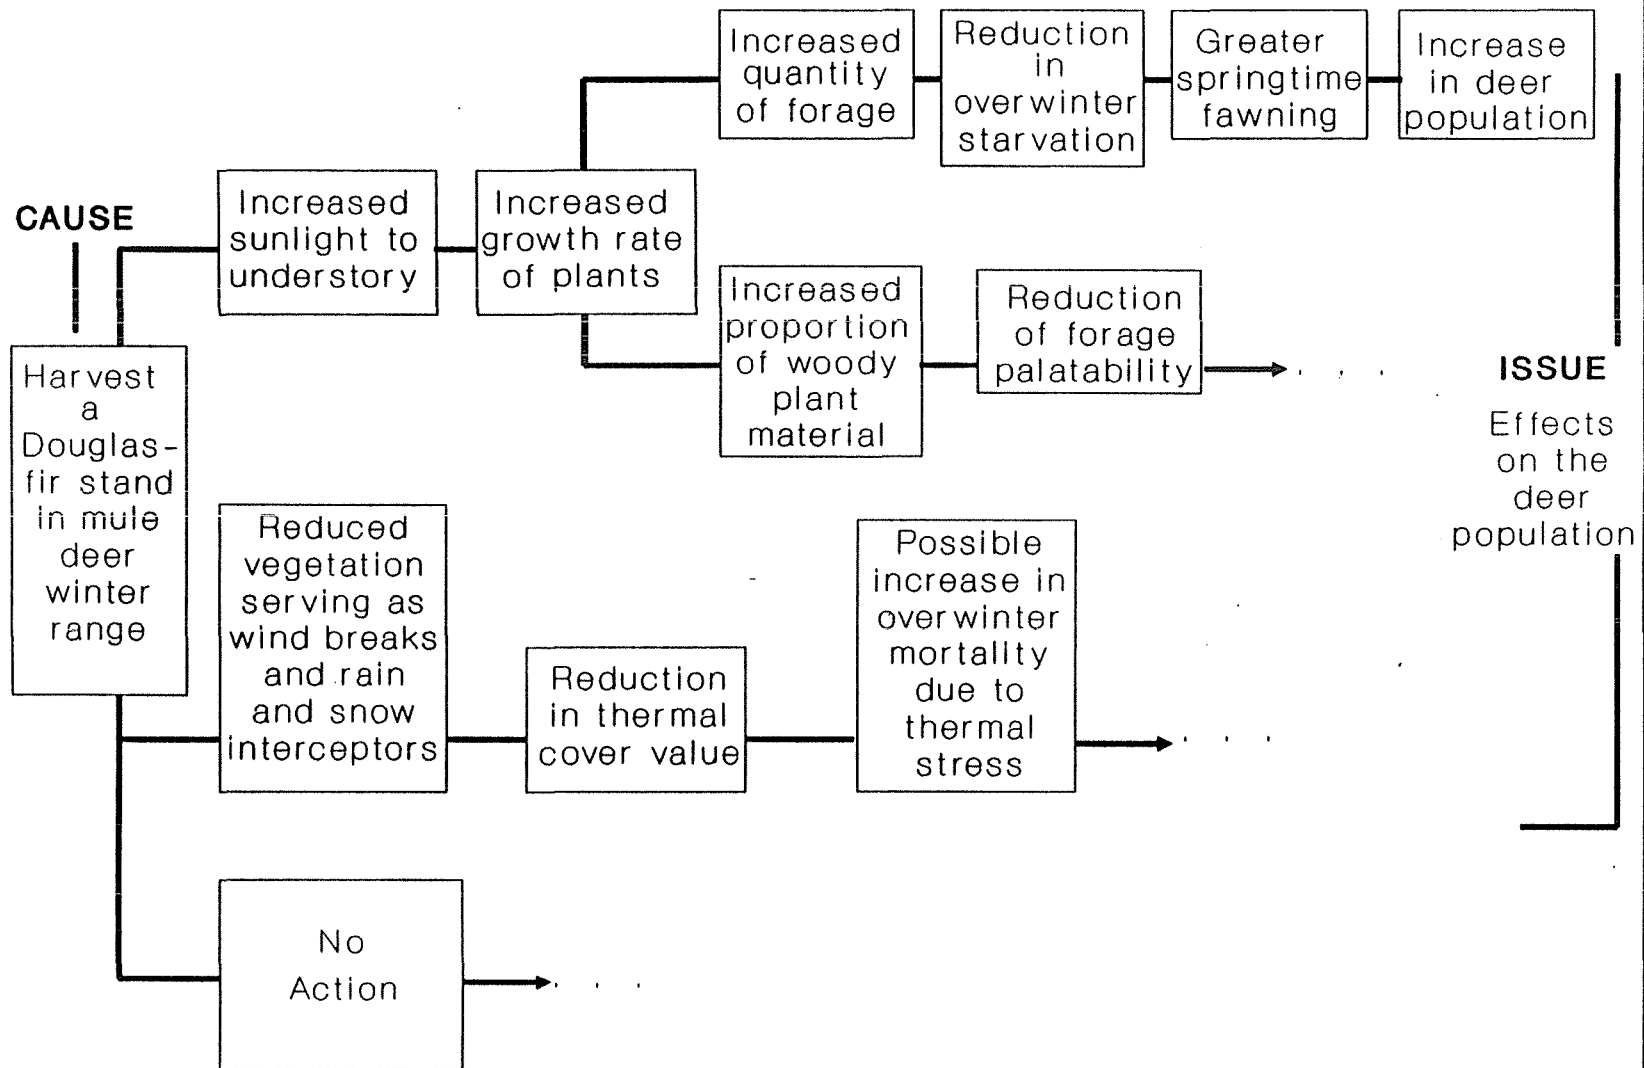 CAUSE
Harvest
a
Douglas-
fir stand
in mule
deer
winter
range
Increased
sunlight to
understory
Increased
growth rate
of plants
Increased
quantity
of forage
Reduction
in
overwinter
starvation
Greater
springtime
fawning
Increase
in deer
population
Increased
proportion
of woody
plant
material
Reduction
of forage
palatability
. . .
Reduced
vegetation
serving as
wind breaks
and rain
and snow
interceptors
Reduction
in thermal
cover value
Possible
increase in
overwinter
mortality
due to
thermal
stress
. . .
No
Action
. . .
ISSUE
Effects
on the
deer
population